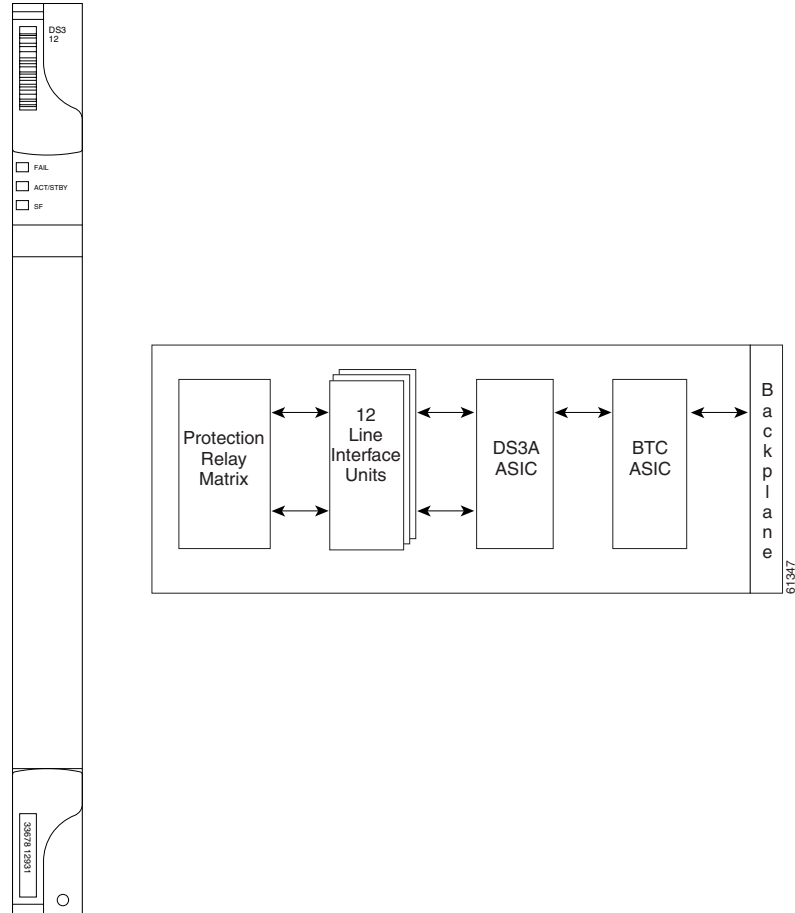 DS3
12
FAIL
ACT/STBY
SF
33678 12931
Protection
Relay
Matrix
12
Line
Interface
Units
DS3A
ASIC
BTC
ASIC
Backplane
61347